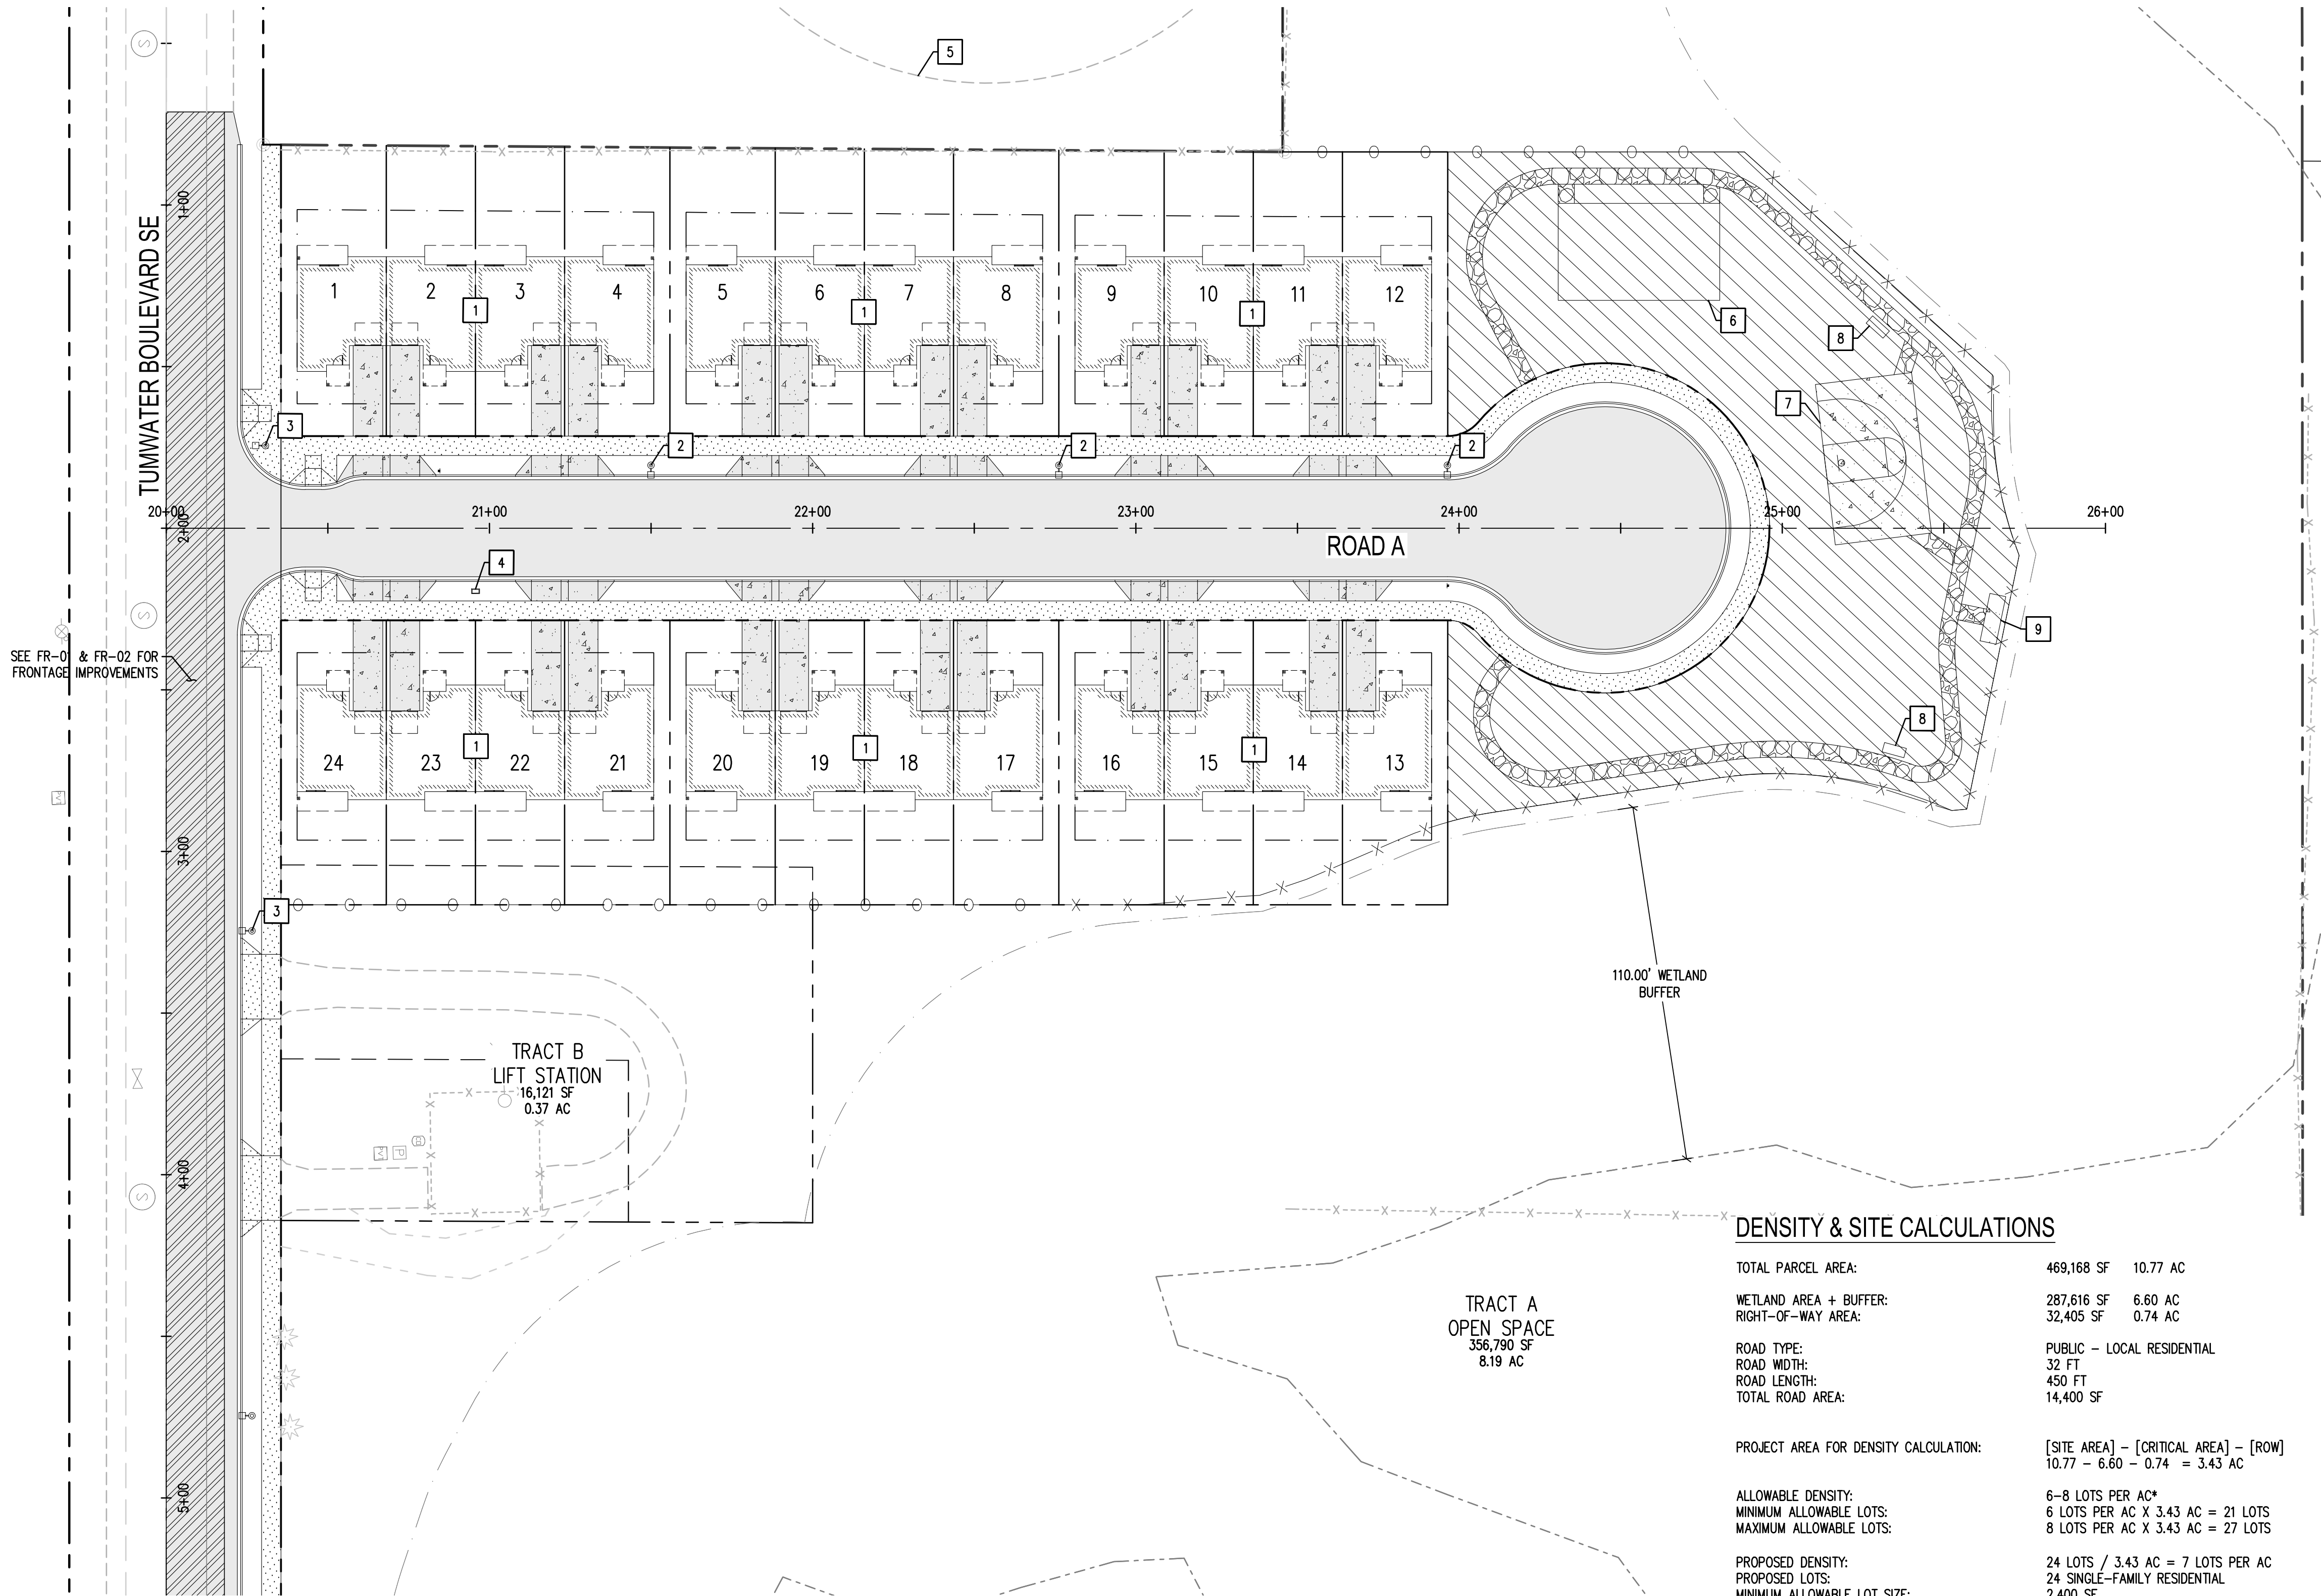 5
TUMWATER BOULEVARD SE
1+00
2+00
3+00
4+00
5+00
1 2 3 4 5 6 7 8 9 10 11 12
1 1 1
6
8
7
3
2 2 2
20+00 21+00 22+00 23+00 24+00 25+00 26+00
ROAD A
4
9
SEE FR-01 & FR-02 FOR
FRONTAGE IMPROVEMENTS
8
1 1 1
24 23 22 21 20 19 18 17 16 15 14 13
3
110.00' WETLAND
BUFFER
TRACT B
LIFT STATION
16,121 SF
0.37 AC
TRACT A
OPEN SPACE
356,790 SF
8.19 AC
DENSITY & SITE CALCULATIONS
TOTAL PARCEL AREA: 469,168 SF 10.77 AC
WETLAND AREA + BUFFER: 287,616 SF 6.60 AC
RIGHT-OF-WAY AREA: 32,405 SF 0.74 AC
ROAD TYPE: PUBLIC - LOCAL RESIDENTIAL
ROAD WIDTH: 32 FT
ROAD LENGTH: 450 FT
TOTAL ROAD AREA: 14,400 SF
PROJECT AREA FOR DENSITY CALCULATION: [SITE AREA] - [CRITICAL AREA] - [ROW]
10.77 - 6.60 - 0.74 = 3.43 AC
ALLOWABLE DENSITY: 6-8 LOTS PER AC*
MINIMUM ALLOWABLE LOTS: 6 LOTS PER AC X 3.43 AC = 21 LOTS
MAXIMUM ALLOWABLE LOTS: 8 LOTS PER AC X 3.43 AC = 27 LOTS
PROPOSED DENSITY: 24 LOTS / 3.43 AC = 7 LOTS PER AC
PROPOSED LOTS: 24 SINGLE-FAMILY RESIDENTIAL
MINIMUM ALLOWABLE LOT SIZE: 2,400 SF